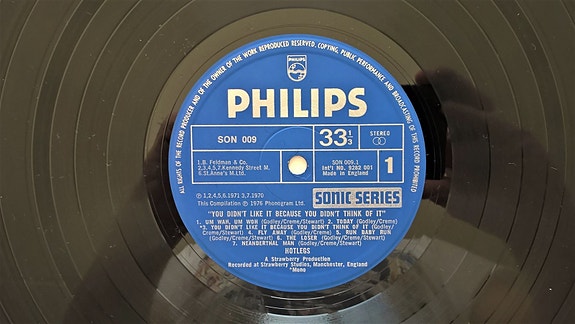 ALL RIGHTS OF THE RECORD PRODUCER AND OF THE OWNER OF THE WORK REPRODUCED RESERVED. COPYING, PUBLIC PERFORMANCE AND BROADCASTING OF THIS RECORD PROHIBITED
PHILIPS
PHILIPS
SON 009
33 1/3
STEREO
1.B. Feldman & Co,
2,3,4,5,7.Kennedy Street M.
6.St.Anne's M.Ltd.
SON 009.1
Int'l NO. 9282 001
Made in England
1
Ⓟ1,2,4,5,6.1971 3,7.1970
This Compilation Ⓟ 1976 Phonogram Ltd.
SONIC SERIES
"YOU DIDN'T LIKE IT BECAUSE YOU DIDN'T THINK OF IT"
1. UM WAH, UM WOH (Godley/Creme) 2. TODAY (Godley/Creme)
*3. YOU DIDN'T LIKE IT BECAUSE YOU DIDN'T THINK OF IT (Godley/
Creme/Stewart) 4. FLY AWAY (Godley/Creme) 5. RUN BABY RUN
(Godley/Creme) 6. THE LOSER (Godley/Creme/Stewart)
7. NEANDERTHAL MAN (Godley/Creme/Stewart)
HOTLEGS
A Strawberry Production
Recorded at Strawberry Studios, Manchester, England
*Mono